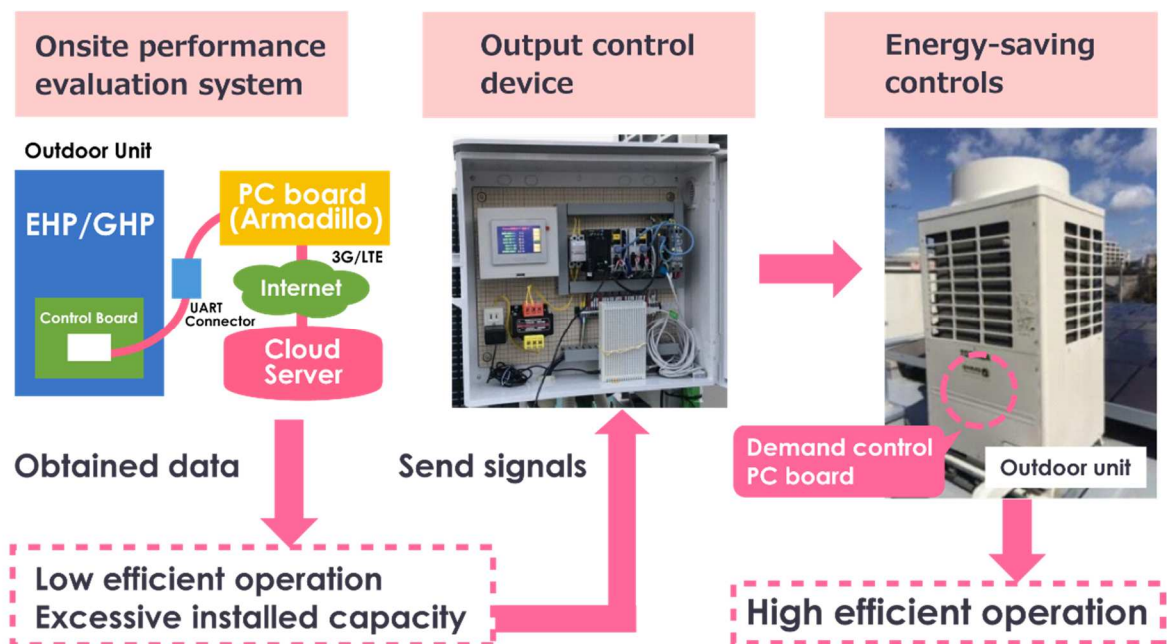 Onsite performance
evaluation system
Output control
device
Energy-saving
controls
Outdoor Unit
EHP/GHP
PC board
(Armadillo)
3G/LTE
Internet
UART
Connector
Control Board
Cloud
Server
Obtained data
Send signals
Demand control
PC board
Outdoor unit
Low efficient operation
Excessive installed capacity
High efficient operation